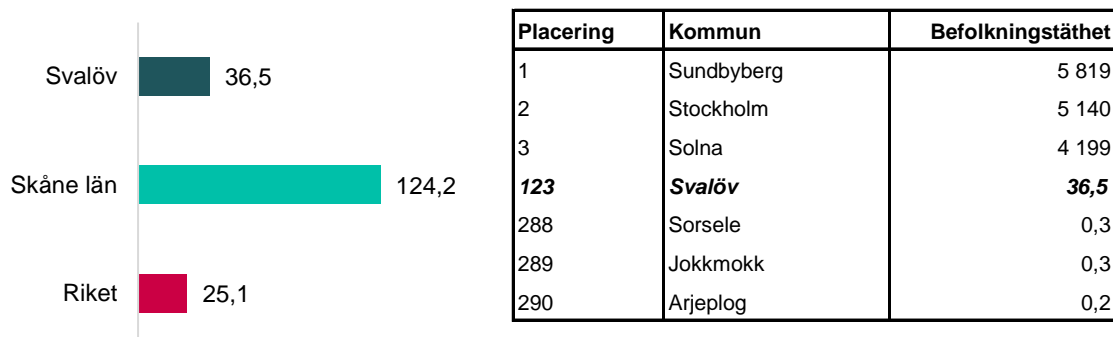 Svalöv 36,5
Skåne län 124,2
Riket 25,1
Placering Kommun Befolkningstäthet
1 Sundbyberg 5 819
2 Stockholm 5 140
3 Solna 4 199
123 Svalöv 36,5
288 Sorsele 0,3
289 Jokkmokk 0,3
290 Arjeplog 0,2